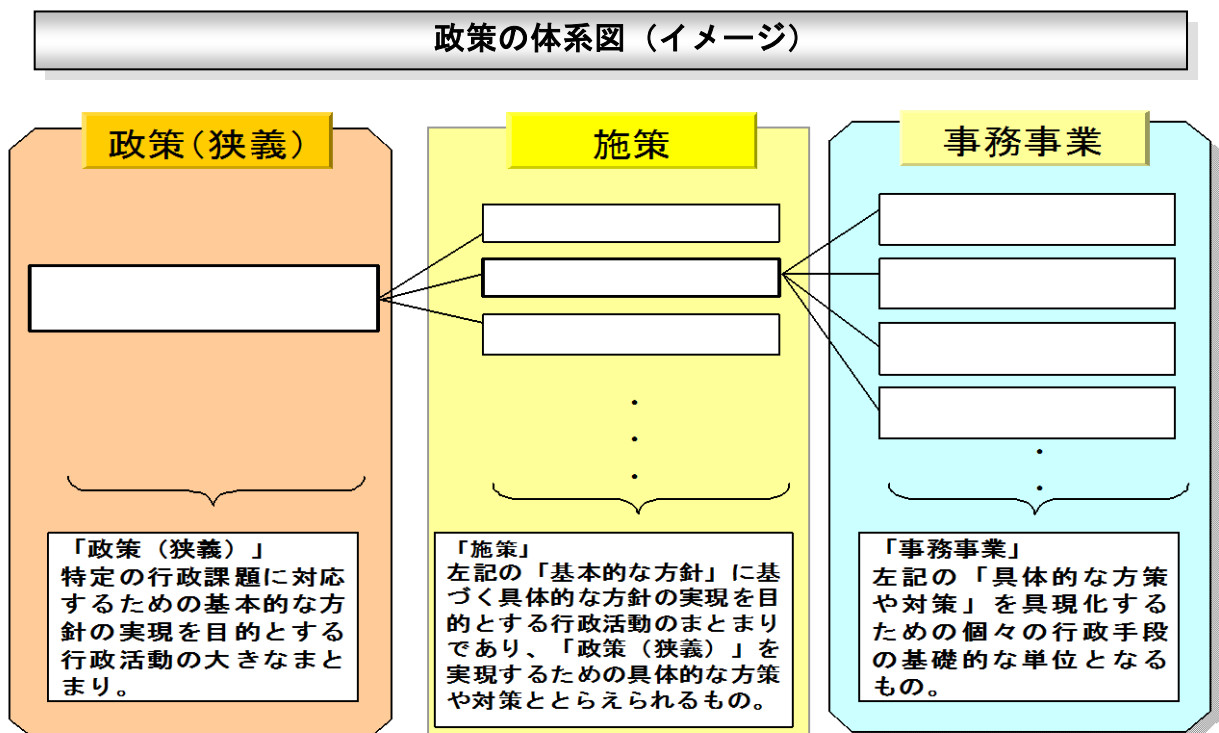 政策の体系図（イメージ）
政策(狭義)
施策
事務事業
・
・
・
・
・
「政策（狭義）」
特定の行政課題に対応
するための基本的な方
針の実現を目的とする
行政活動の大きなまと
まり。
「施策」
左記の「基本的な方針」に基
づく具体的な方針の実現を目
的とする行政活動のまとまり
であり、「政策（狭義）」を
実現するための具体的な方策
や対策ととらえられるもの。
「事務事業」
左記の「具体的な方策
や対策」を具現化する
ための個々の行政手段
の基礎的な単位となる
もの。